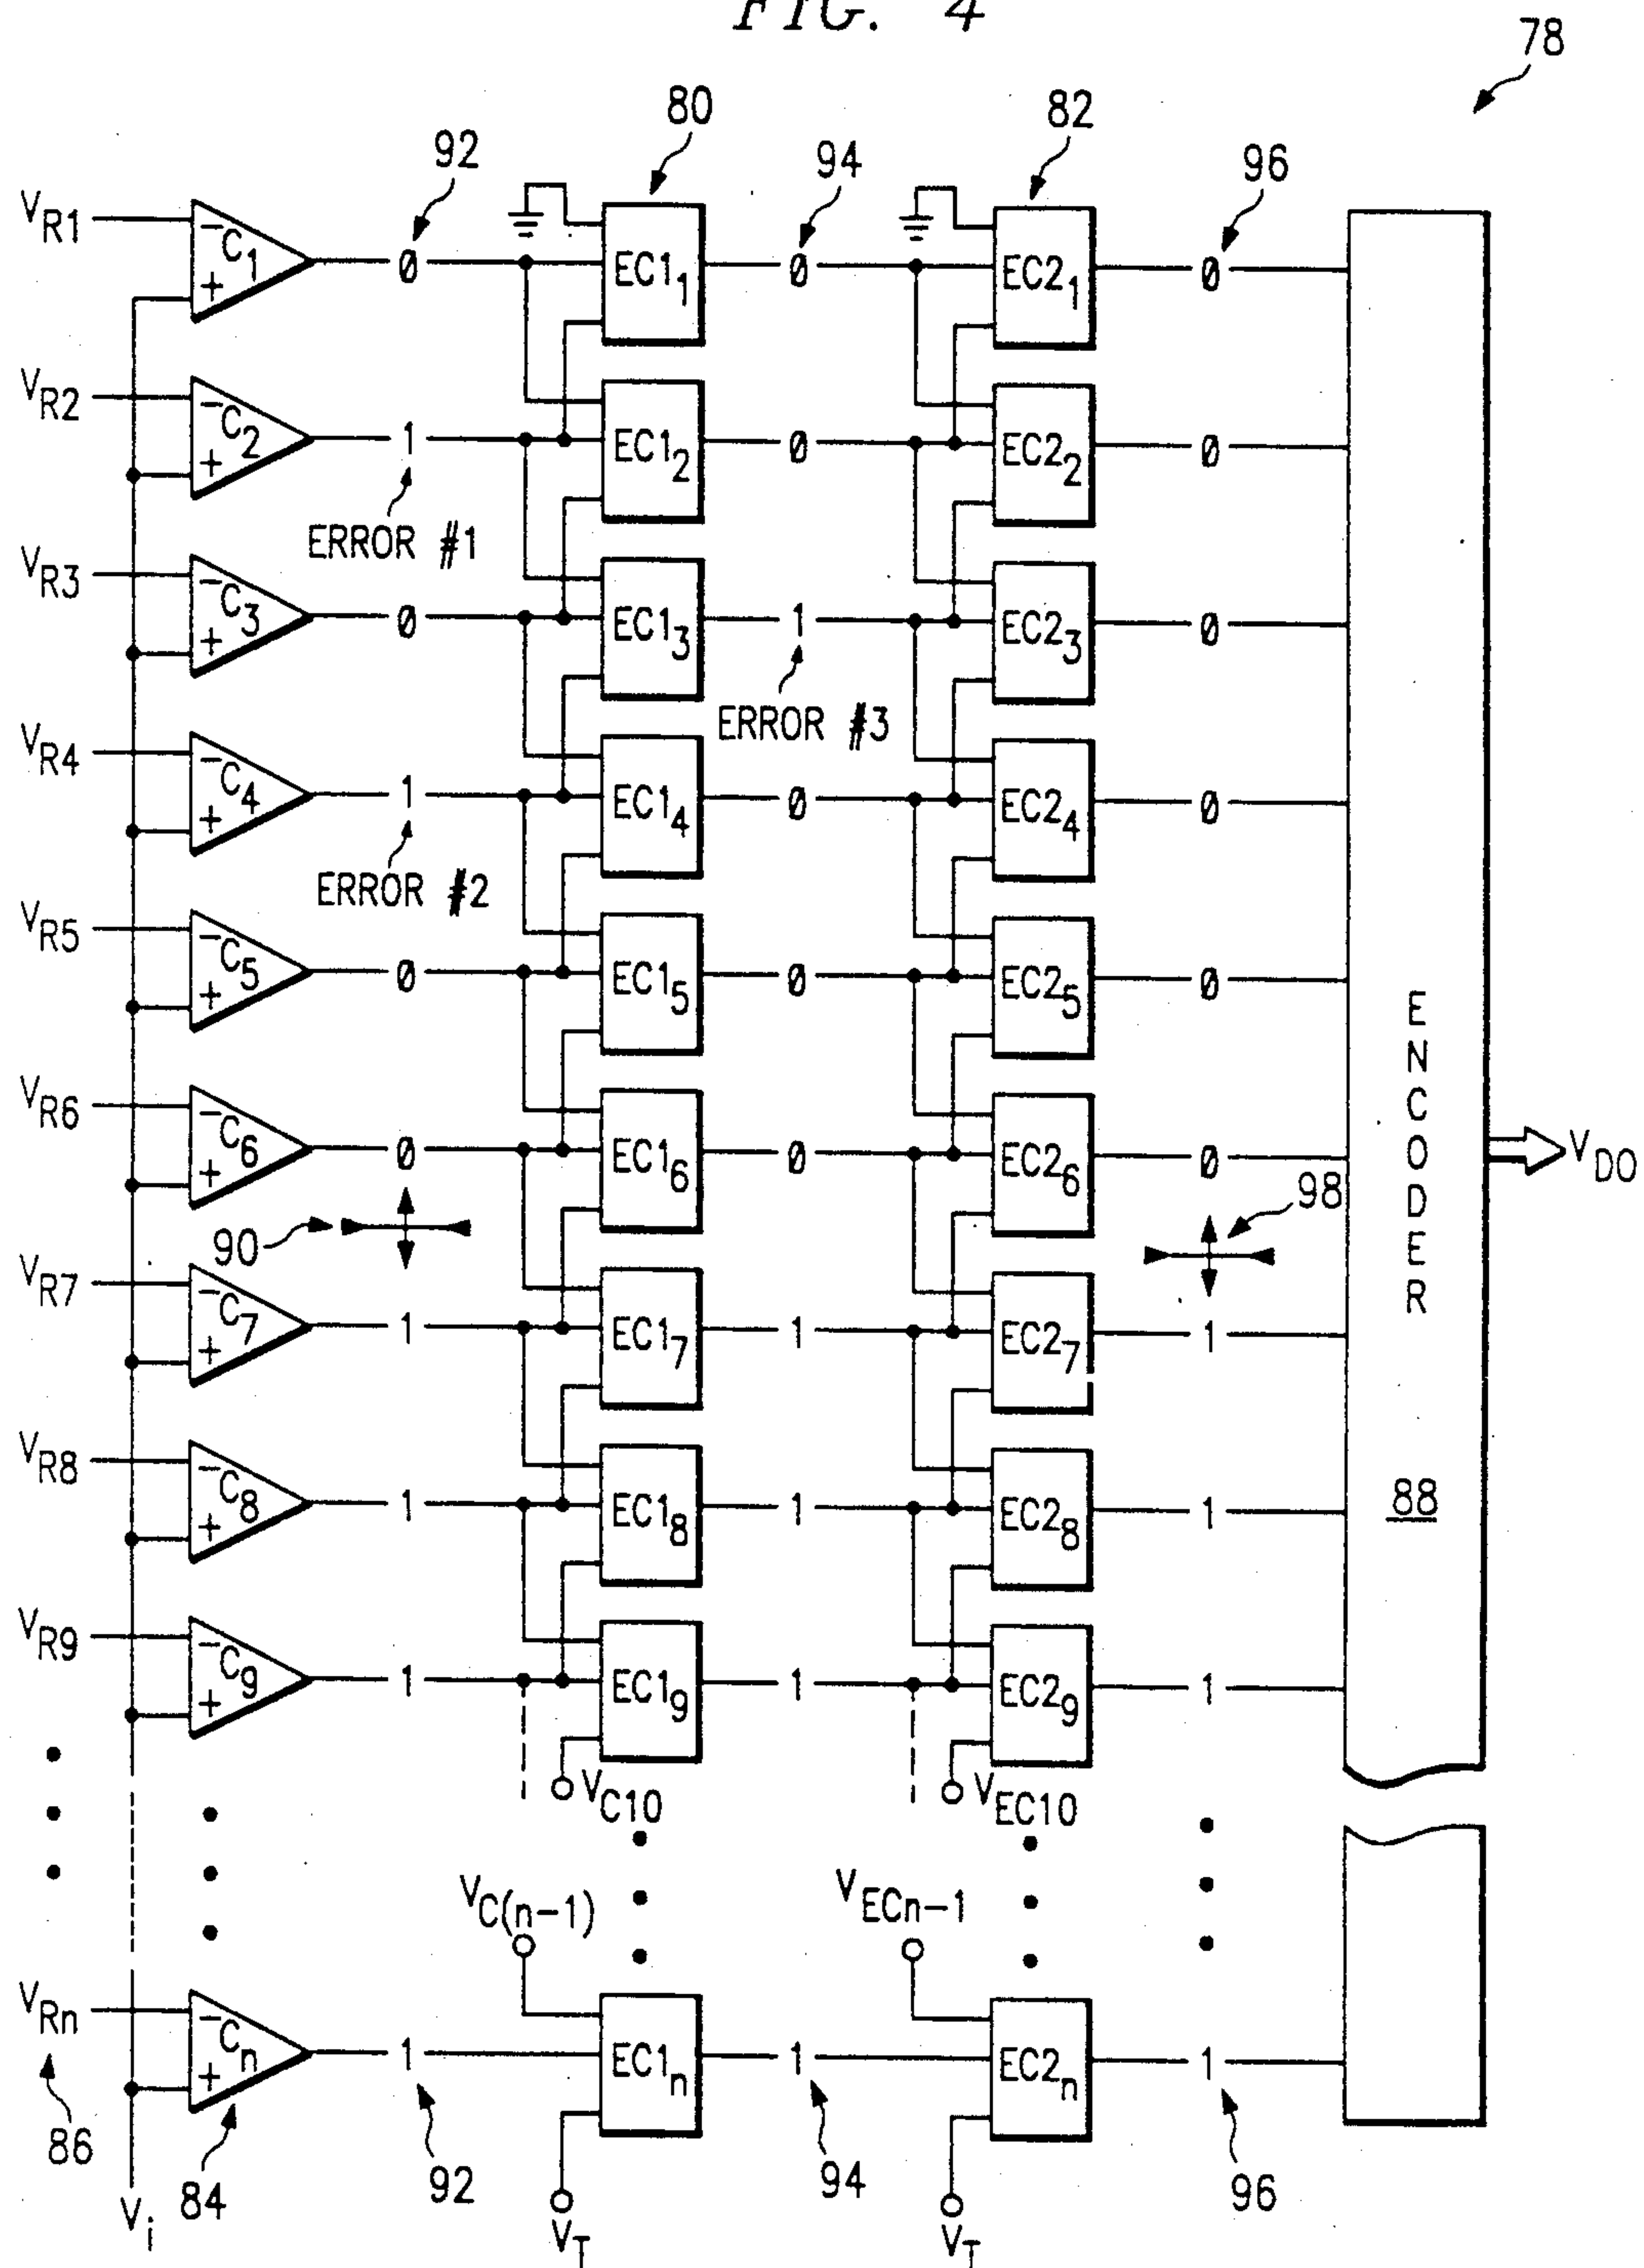 FIG. 4
78
80
82
92
94
96
VR1
− C1 +
0
EC11
0
EC21
0
VR2
− C2 +
1
EC12
0
EC22
0
ERROR #1
VR3
− C3 +
0
EC13
1
EC23
0
ERROR #3
VR4
− C4 +
1
EC14
0
EC24
0
ERROR #2
VR5
− C5 +
0
EC15
0
EC25
0
ENCODER
VR6
− C6 +
0
EC16
0
EC26
0
VDO
90
98
VR7
− C7 +
1
EC17
1
EC27
1
VR8
− C8 +
1
EC18
1
EC28
1
88
VR9
− C9 +
1
EC19
1
EC29
1
VC10
VEC10
VC(n-1)
VECn-1
VRn
− Cn +
1
EC1n
1
EC2n
1
86
84
92
94
96
Vi
VT
VT